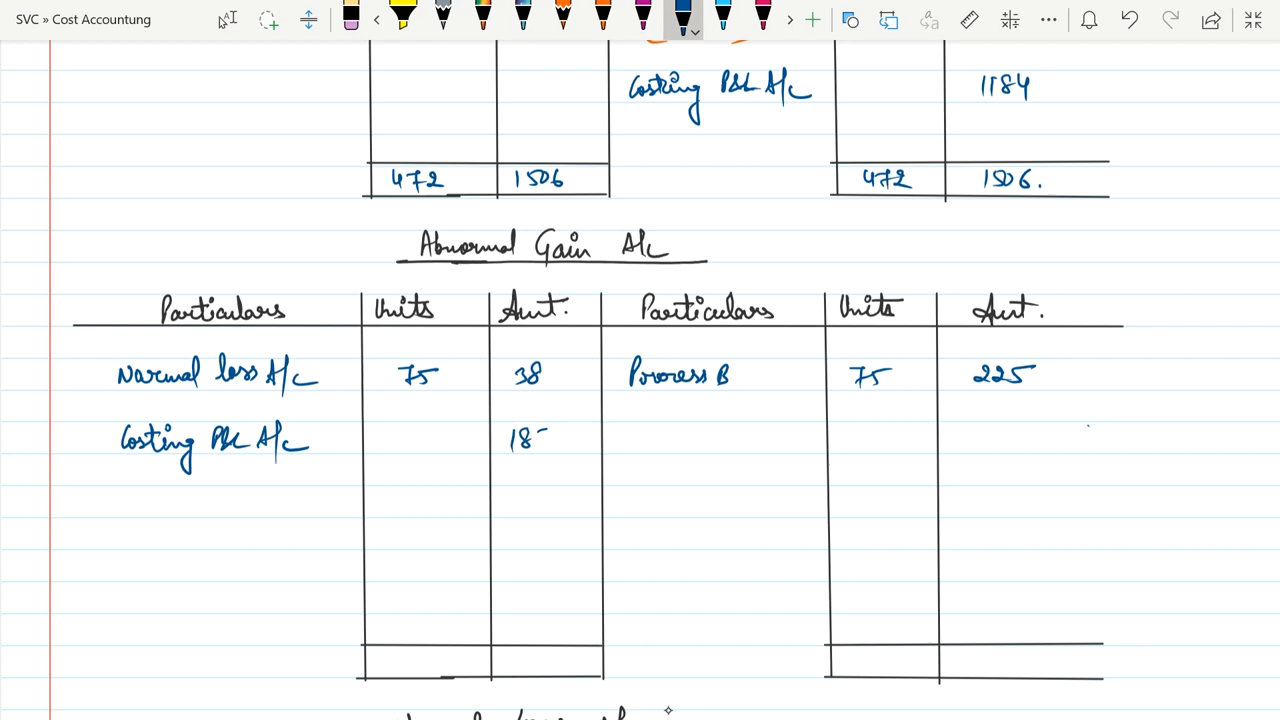 SVC » Cost Accountung
Costing P&L A/c 1184
472 1506 472 1506.
Abnormal Gain A/c
Particulars Units Amt. Particulars Units Amt.
Normal loss A/c 75 38 Process B 75 225
Costing P&L A/c 18